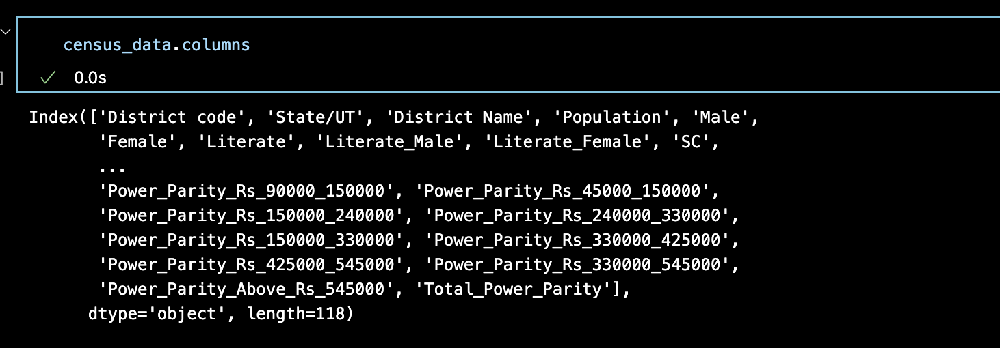 census_data.columns
] ✓ 0.0s
Index(['District code', 'State/UT', 'District Name', 'Population', 'Male',
'Female', 'Literate', 'Literate_Male', 'Literate_Female', 'SC',
...
'Power_Parity_Rs_90000_150000', 'Power_Parity_Rs_45000_150000',
'Power_Parity_Rs_150000_240000', 'Power_Parity_Rs_240000_330000',
'Power_Parity_Rs_150000_330000', 'Power_Parity_Rs_330000_425000',
'Power_Parity_Rs_425000_545000', 'Power_Parity_Rs_330000_545000',
'Power_Parity_Above_Rs_545000', 'Total_Power_Parity'],
dtype='object', length=118)